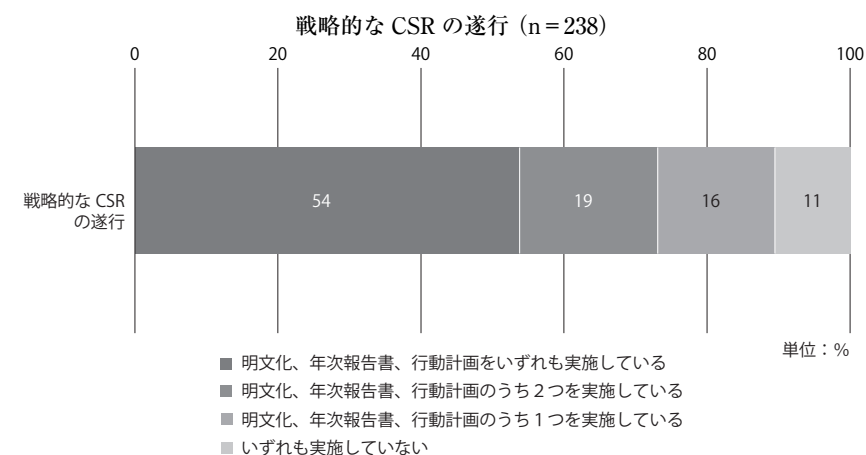 戦略的な CSR の遂行（n＝238）
0 20 40 60 80 100
戦略的な CSR
の遂行
54 19 16 11
単位：%
■ 明文化、年次報告書、行動計画をいずれも実施している
■ 明文化、年次報告書、行動計画のうち２つを実施している
■ 明文化、年次報告書、行動計画のうち１つを実施している
■ いずれも実施していない